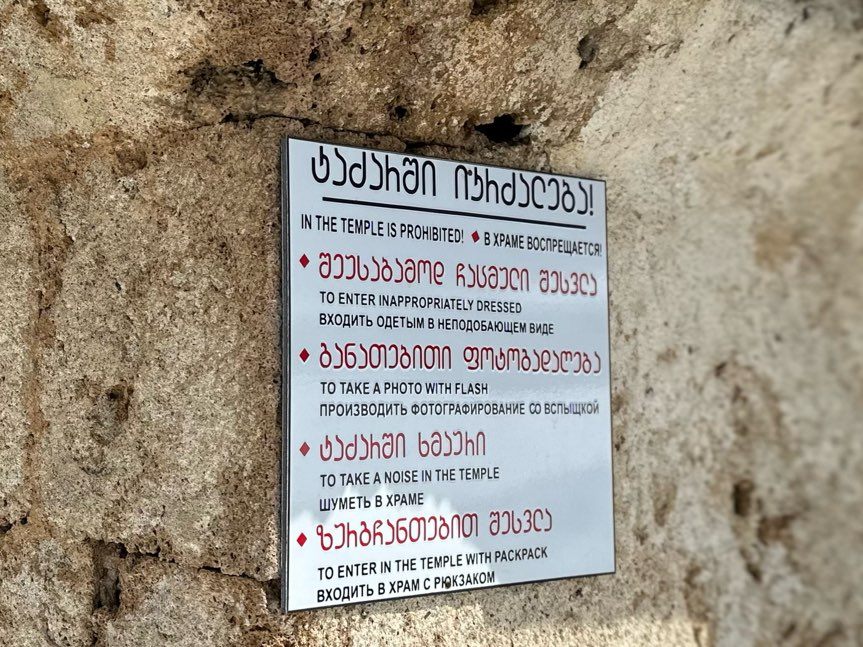 ტაძარში იკრძალება!
IN THE TEMPLE IS PROHIBITED! ♦ В ХРАМЕ ВОСПРЕЩАЕТСЯ!
♦ შეუსაბამოდ ჩაცმული შესვლა
TO ENTER INAPPROPRIATELY DRESSED
ВХОДИТЬ ОДЕТЫМ В НЕПОДОБАЮЩЕМ ВИДЕ
♦ განათებითი ფოტოგადაღება
TO TAKE A PHOTO WITH FLASH
ПРОИЗВОДИТЬ ФОТОГРАФИРОВАНИЕ СО ВСПЫЩКОЙ
♦ ტაძარში ხმაური
TO TAKE A NOISE IN THE TEMPLE
ШУМЕТЬ В ХРАМЕ
♦ ზურგჩანთებით შესვლა
TO ENTER IN THE TEMPLE WITH PACKPACK
ВХОДИТЬ В ХРАМ С РЮКЗАКОМ